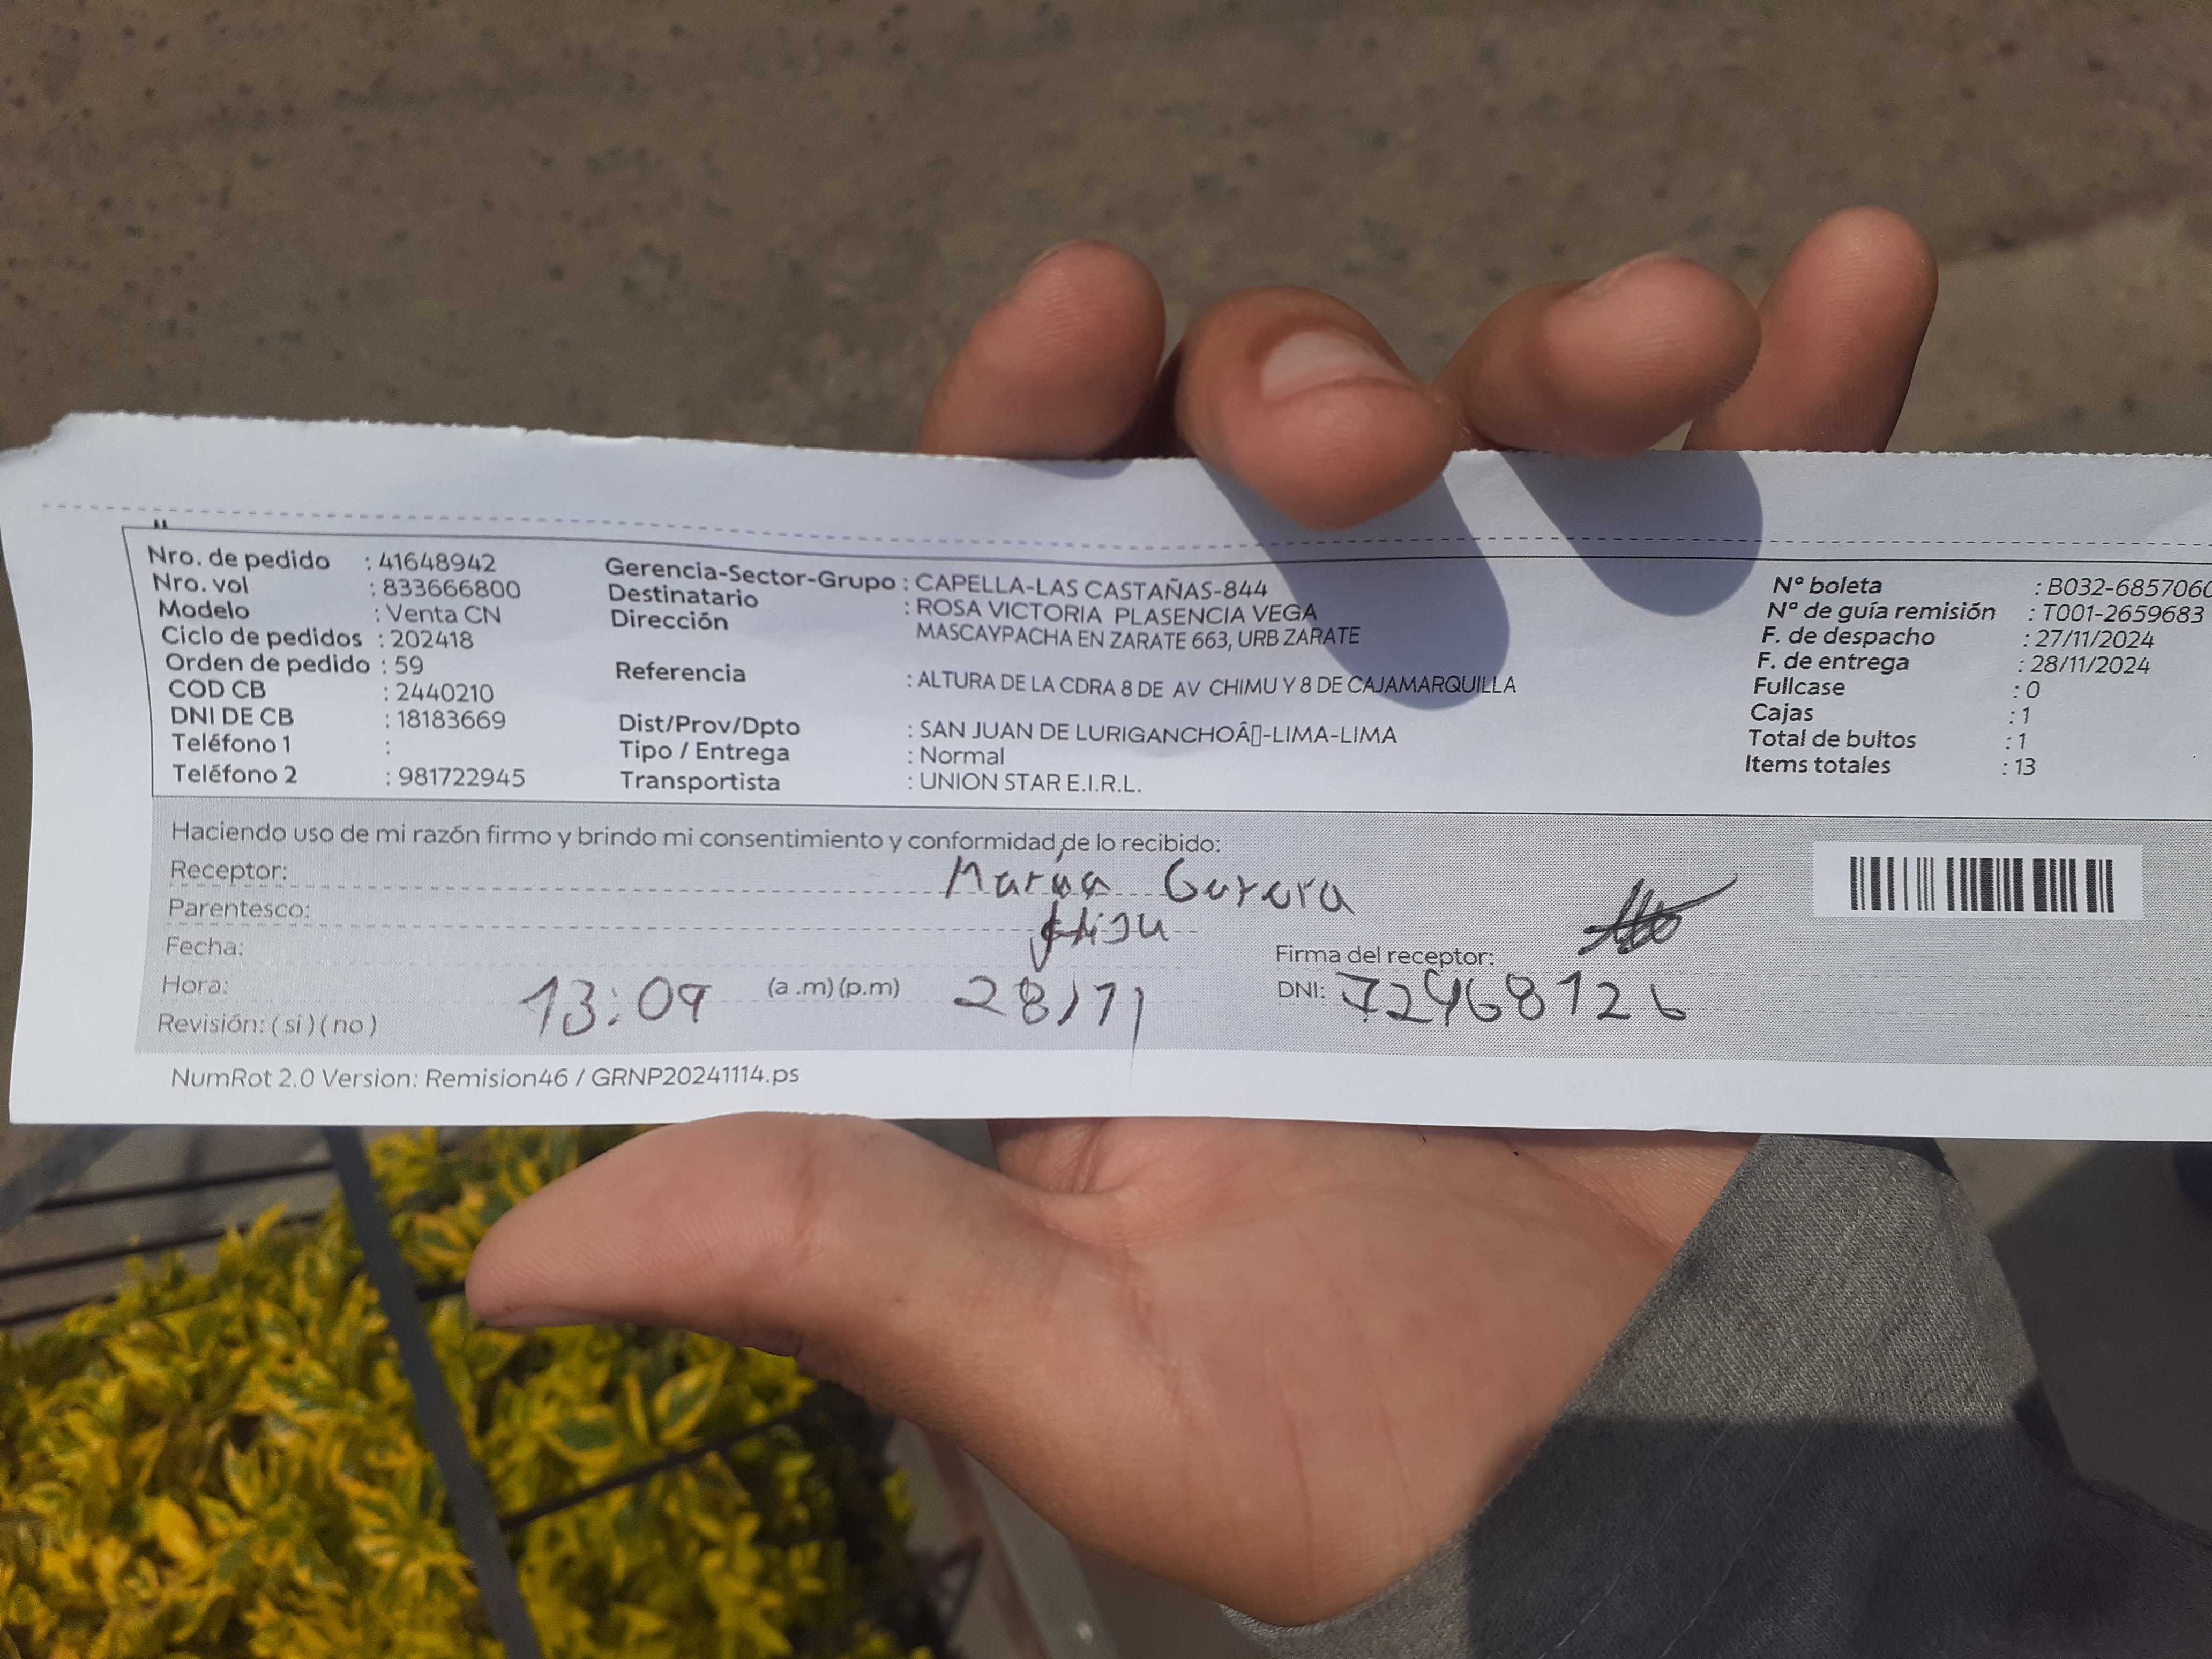 Nro. de pedido : 41648942
Nro. vol : 833666800
Modelo : Venta CN
Ciclo de pedidos : 202418
Orden de pedido : 59
COD CB : 2440210
DNI DE CB : 18183669
Teléfono 1 :
Teléfono 2 : 981722945
Gerencia-Sector-Grupo : CAPELLA-LAS CASTAÑAS-844
Destinatario : ROSA VICTORIA PLASENCIA VEGA
Dirección MASCAYPACHA EN ZARATE 663, URB ZARATE
Referencia : ALTURA DE LA CDRA 8 DE AV CHIMU Y 8 DE CAJAMARQUILLA
Dist/Prov/Dpto : SAN JUAN DE LURIGANCHOÂ▯-LIMA-LIMA
Tipo / Entrega : Normal
Transportista : UNION STAR E.I.R.L.
N° boleta : B032-6857060
N° de guía remisión : T001-2659683
F. de despacho : 27/11/2024
F. de entrega : 28/11/2024
Fullcase : 0
Cajas : 1
Total de bultos : 1
Items totales : 13
Haciendo uso de mi razón firmo y brindo mi consentimiento y conformidad de lo recibido:
Receptor: María
Parentesco:
Fecha:
Hora: 13:09 (a .m) (p.m) 28/11
Revisión: ( si ) ( no )
Firma del receptor:
DNI: 72468126
NumRot 2.0 Version: Remision46 / GRNP20241114.ps